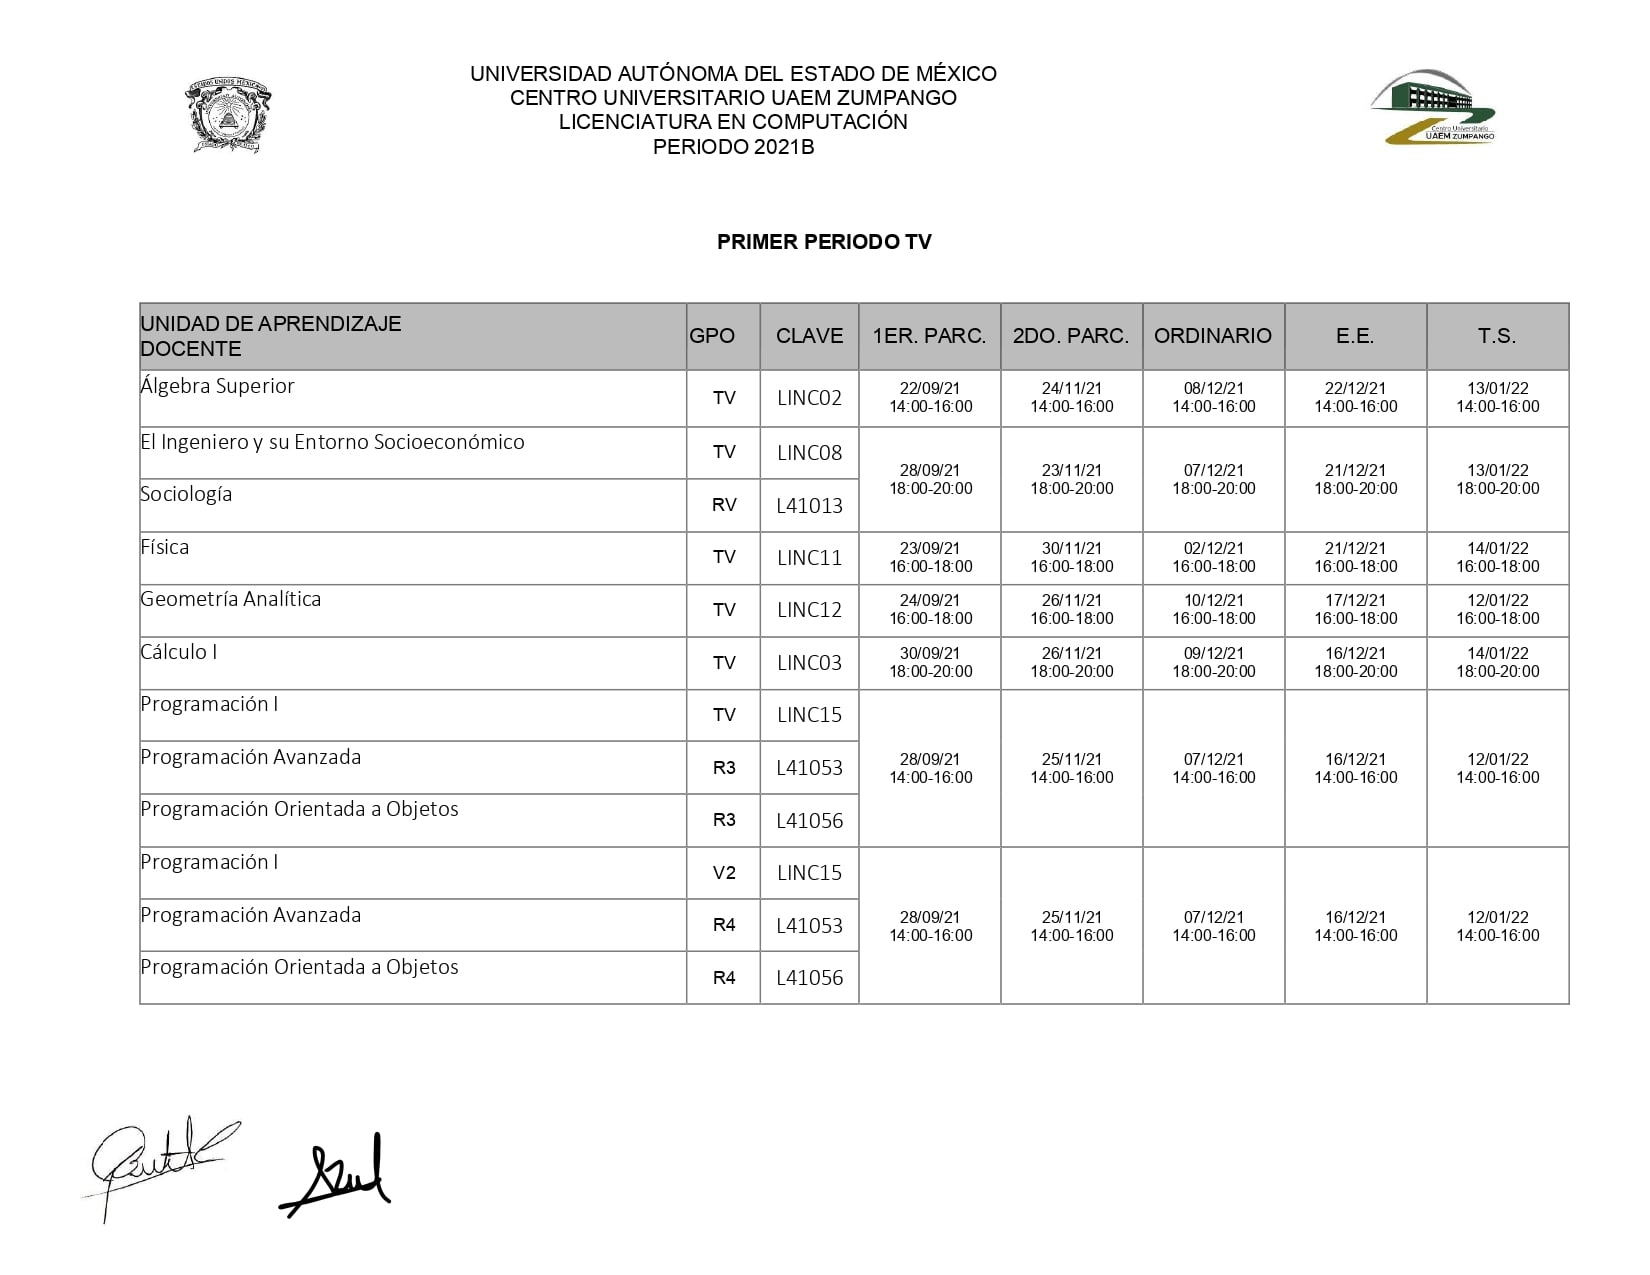 UNIVERSIDAD AUTÓNOMA DEL ESTADO DE MÉXICO
CENTRO UNIVERSITARIO UAEM ZUMPANGO
LICENCIATURA EN COMPUTACIÓN
PERIODO 2021B
Centro Universitario
UAEM ZUMPANGO
PRIMER PERIODO TV
UNIDAD DE APRENDIZAJE
DOCENTE
GPO CLAVE 1ER. PARC. 2DO. PARC. ORDINARIO E.E. T.S.
Álgebra Superior TV LINC02
22/09/21 24/11/21 08/12/21 22/12/21 13/01/22
14:00-16:00 14:00-16:00 14:00-16:00 14:00-16:00 14:00-16:00
El Ingeniero y su Entorno Socioeconómico TV LINC08
Sociología RV L41013
28/09/21 23/11/21 07/12/21 21/12/21 13/01/22
18:00-20:00 18:00-20:00 18:00-20:00 18:00-20:00 18:00-20:00
Física TV LINC11
23/09/21 30/11/21 02/12/21 21/12/21 14/01/22
16:00-18:00 16:00-18:00 16:00-18:00 16:00-18:00 16:00-18:00
Geometría Analítica TV LINC12
24/09/21 26/11/21 10/12/21 17/12/21 12/01/22
16:00-18:00 16:00-18:00 16:00-18:00 16:00-18:00 16:00-18:00
Cálculo I TV LINC03
30/09/21 26/11/21 09/12/21 16/12/21 14/01/22
18:00-20:00 18:00-20:00 18:00-20:00 18:00-20:00 18:00-20:00
Programación I TV LINC15
Programación Avanzada R3 L41053
Programación Orientada a Objetos R3 L41056
28/09/21 25/11/21 07/12/21 16/12/21 12/01/22
14:00-16:00 14:00-16:00 14:00-16:00 14:00-16:00 14:00-16:00
Programación I V2 LINC15
Programación Avanzada R4 L41053
Programación Orientada a Objetos R4 L41056
28/09/21 25/11/21 07/12/21 16/12/21 12/01/22
14:00-16:00 14:00-16:00 14:00-16:00 14:00-16:00 14:00-16:00